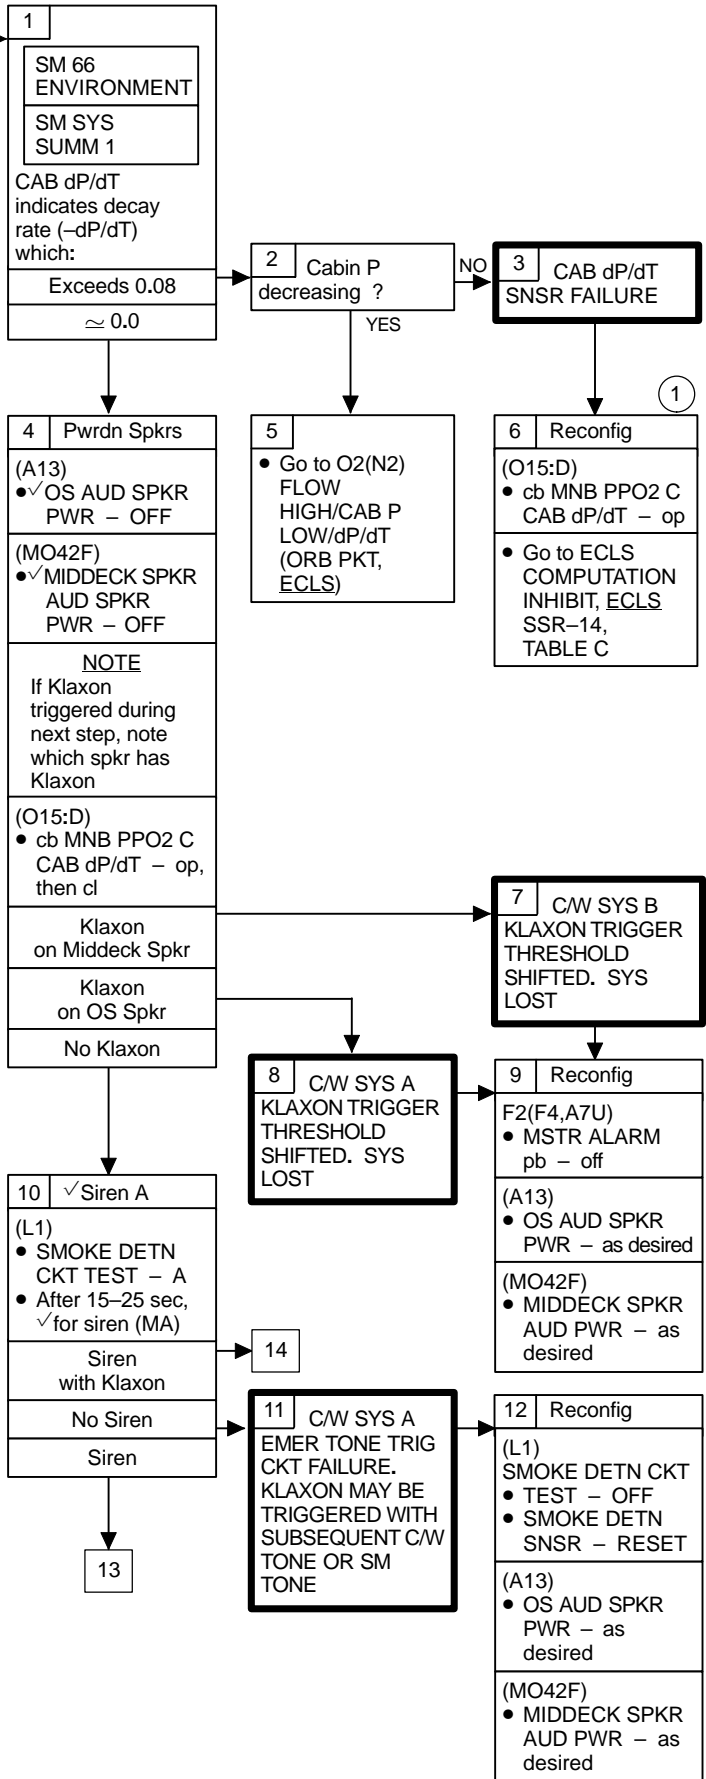 1
SM 66
ENVIRONMENT
SM SYS
SUMM 1
CAB dP/dT
indicates decay
rate (–dP/dT)
which:
Exceeds 0.08
≃ 0.0
2 Cabin P
decreasing ?
NO
YES
3 CAB dP/dT
SNSR FAILURE
4 Pwrdn Spkrs
(A13)
• √OS AUD SPKR
PWR – OFF
(MO42F)
• √MIDDECK SPKR
AUD SPKR
PWR – OFF
NOTE
If Klaxon
triggered during
next step, note
which spkr has
Klaxon
(O15:D)
• cb MNB PPO2 C
CAB dP/dT – op,
then cl
Klaxon
on Middeck Spkr
Klaxon
on OS Spkr
No Klaxon
5
• Go to O2(N2)
FLOW
HIGH/CAB P
LOW/dP/dT
(ORB PKT,
ECLS)
1
6 Reconfig
(O15:D)
• cb MNB PPO2 C
CAB dP/dT – op
• Go to ECLS
COMPUTATION
INHIBIT, ECLS
SSR–14,
TABLE C
7 C/W SYS B
KLAXON TRIGGER
THRESHOLD
SHIFTED. SYS
LOST
8 C/W SYS A
KLAXON TRIGGER
THRESHOLD
SHIFTED. SYS
LOST
9 Reconfig
F2(F4,A7U)
• MSTR ALARM
pb – off
(A13)
• OS AUD SPKR
PWR – as desired
(MO42F)
• MIDDECK SPKR
AUD PWR – as
desired
10 √Siren A
(L1)
• SMOKE DETN
CKT TEST – A
• After 15–25 sec,
√for siren (MA)
Siren
with Klaxon
No Siren
Siren
14
13
11 C/W SYS A
EMER TONE TRIG
CKT FAILURE.
KLAXON MAY BE
TRIGGERED WITH
SUBSEQUENT C/W
TONE OR SM
TONE
12 Reconfig
(L1)
SMOKE DETN CKT
• TEST – OFF
• SMOKE DETN
SNSR – RESET
(A13)
• OS AUD SPKR
PWR – as
desired
(MO42F)
• MIDDECK SPKR
AUD PWR – as
desired